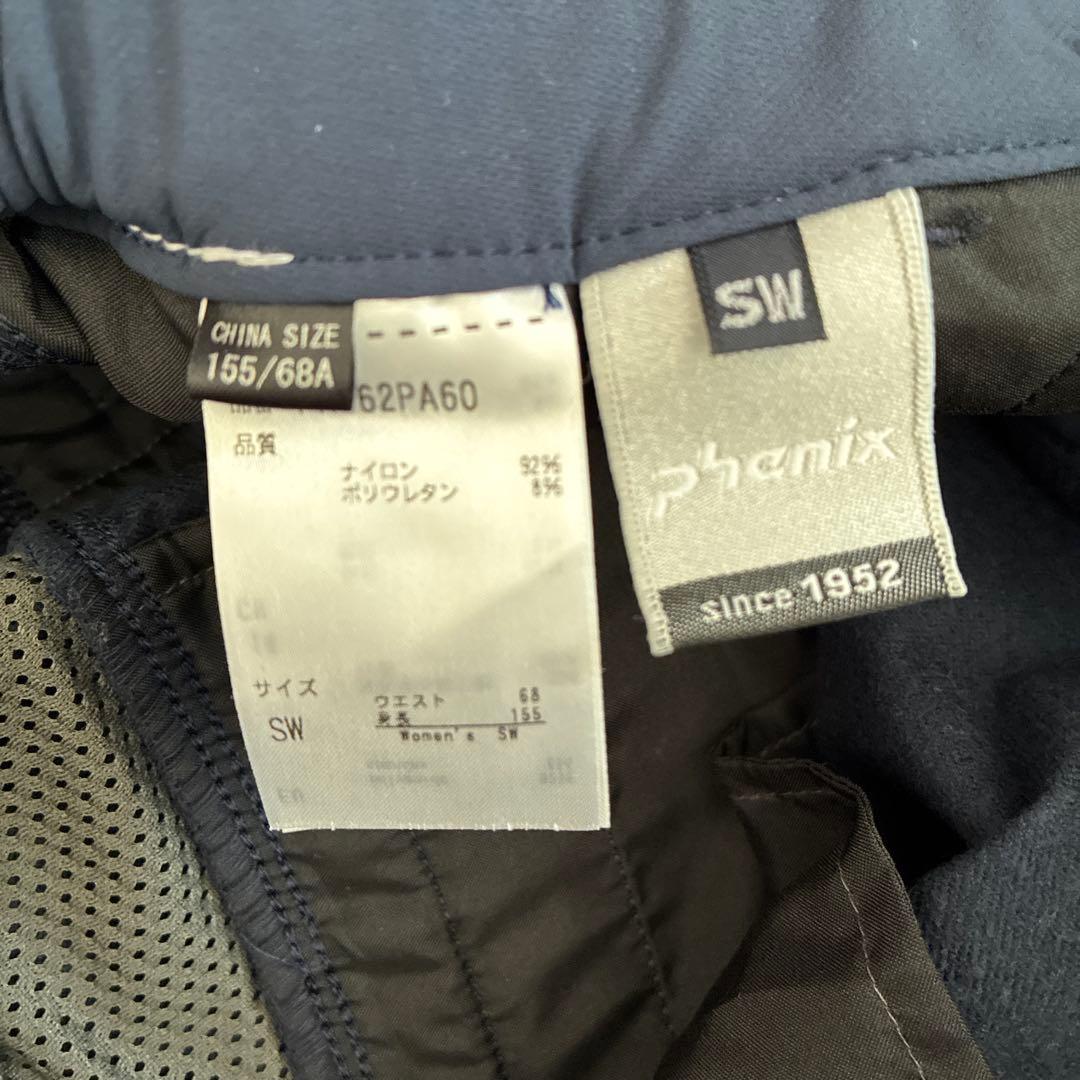 SW
phenix
since 1952
CHINA SIZE
155/68A
62PA60
品質
ナイロン 92%
ポリウレタン 8%
サイズ
SW
ウエスト 68
身長 155
Women's SW